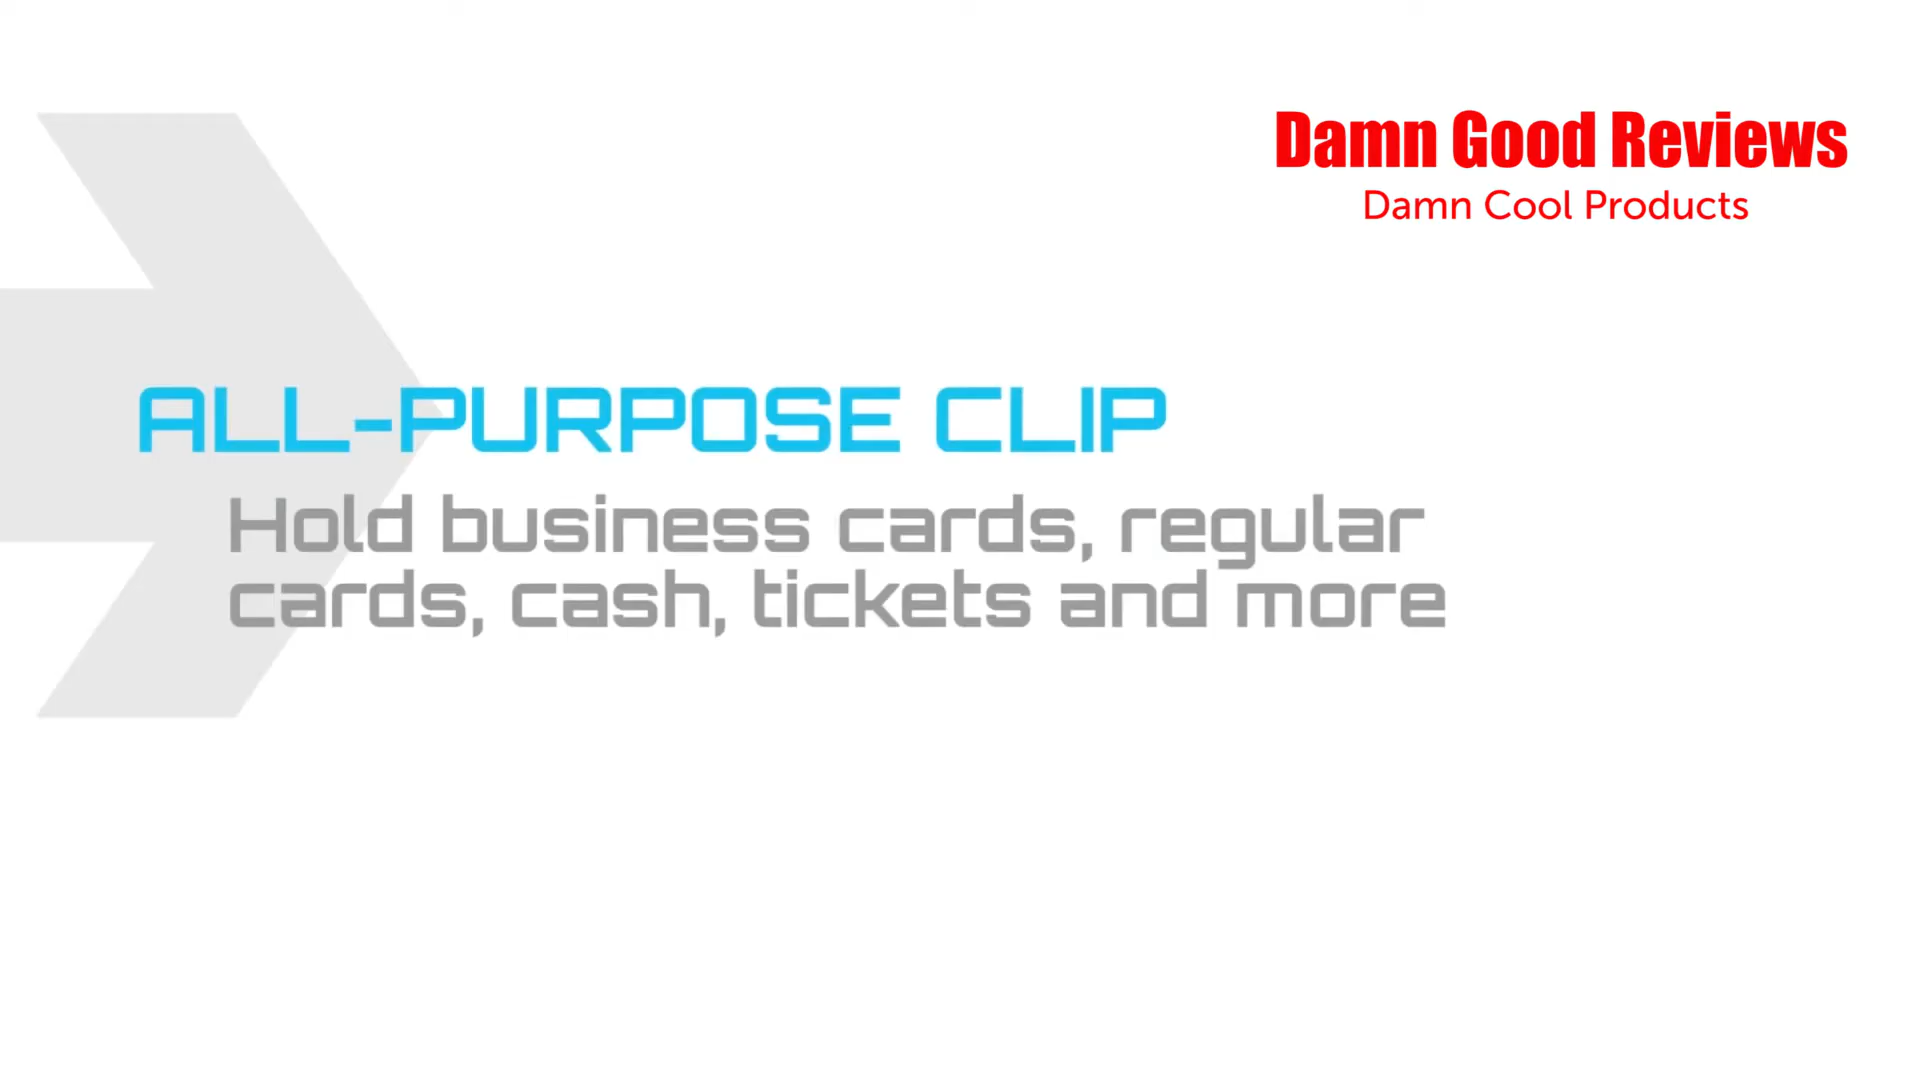 Damn Good Reviews
Damn Cool Products
ALL-PURPOSE CLIP
Hold business cards, regular
cards, cash, tickets and more